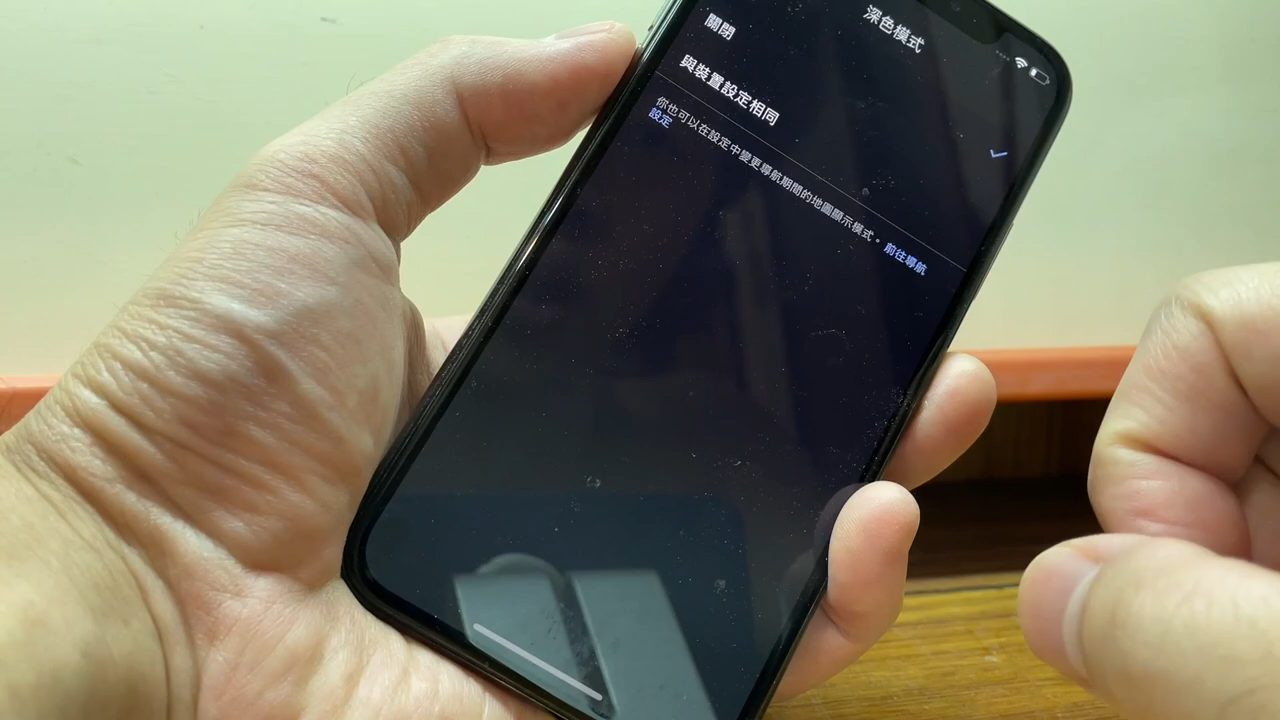 深色模式
關閉
與裝置設定相同
你也可以在設定中變更導航期間的地圖顯示模式。前往導航
設定